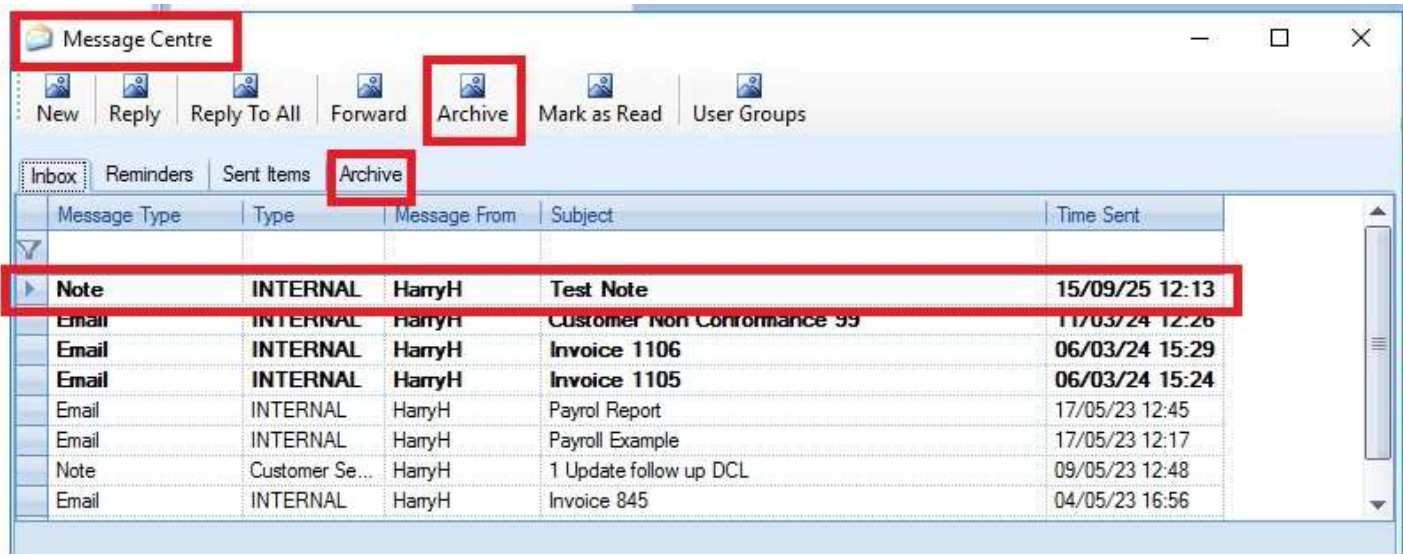 Message Centre
New Reply Reply To All Forward Archive Mark as Read User Groups
Inbox Reminders Sent Items Archive
Message Type Type Message From Subject Time Sent
Note INTERNAL HarryH Test Note 15/09/25 12:13
Email INTERNAL HarryH Customer Non Conformance 99 11/03/24 12:26
Email INTERNAL HarryH Invoice 1106 06/03/24 15:29
Email INTERNAL HarryH Invoice 1105 06/03/24 15:24
Email INTERNAL HarryH Payrol Report 17/05/23 12:45
Email INTERNAL HarryH Payroll Example 17/05/23 12:17
Note Customer Se... HarryH 1 Update follow up DCL 09/05/23 12:48
Email INTERNAL HarryH Invoice 845 04/05/23 16:56